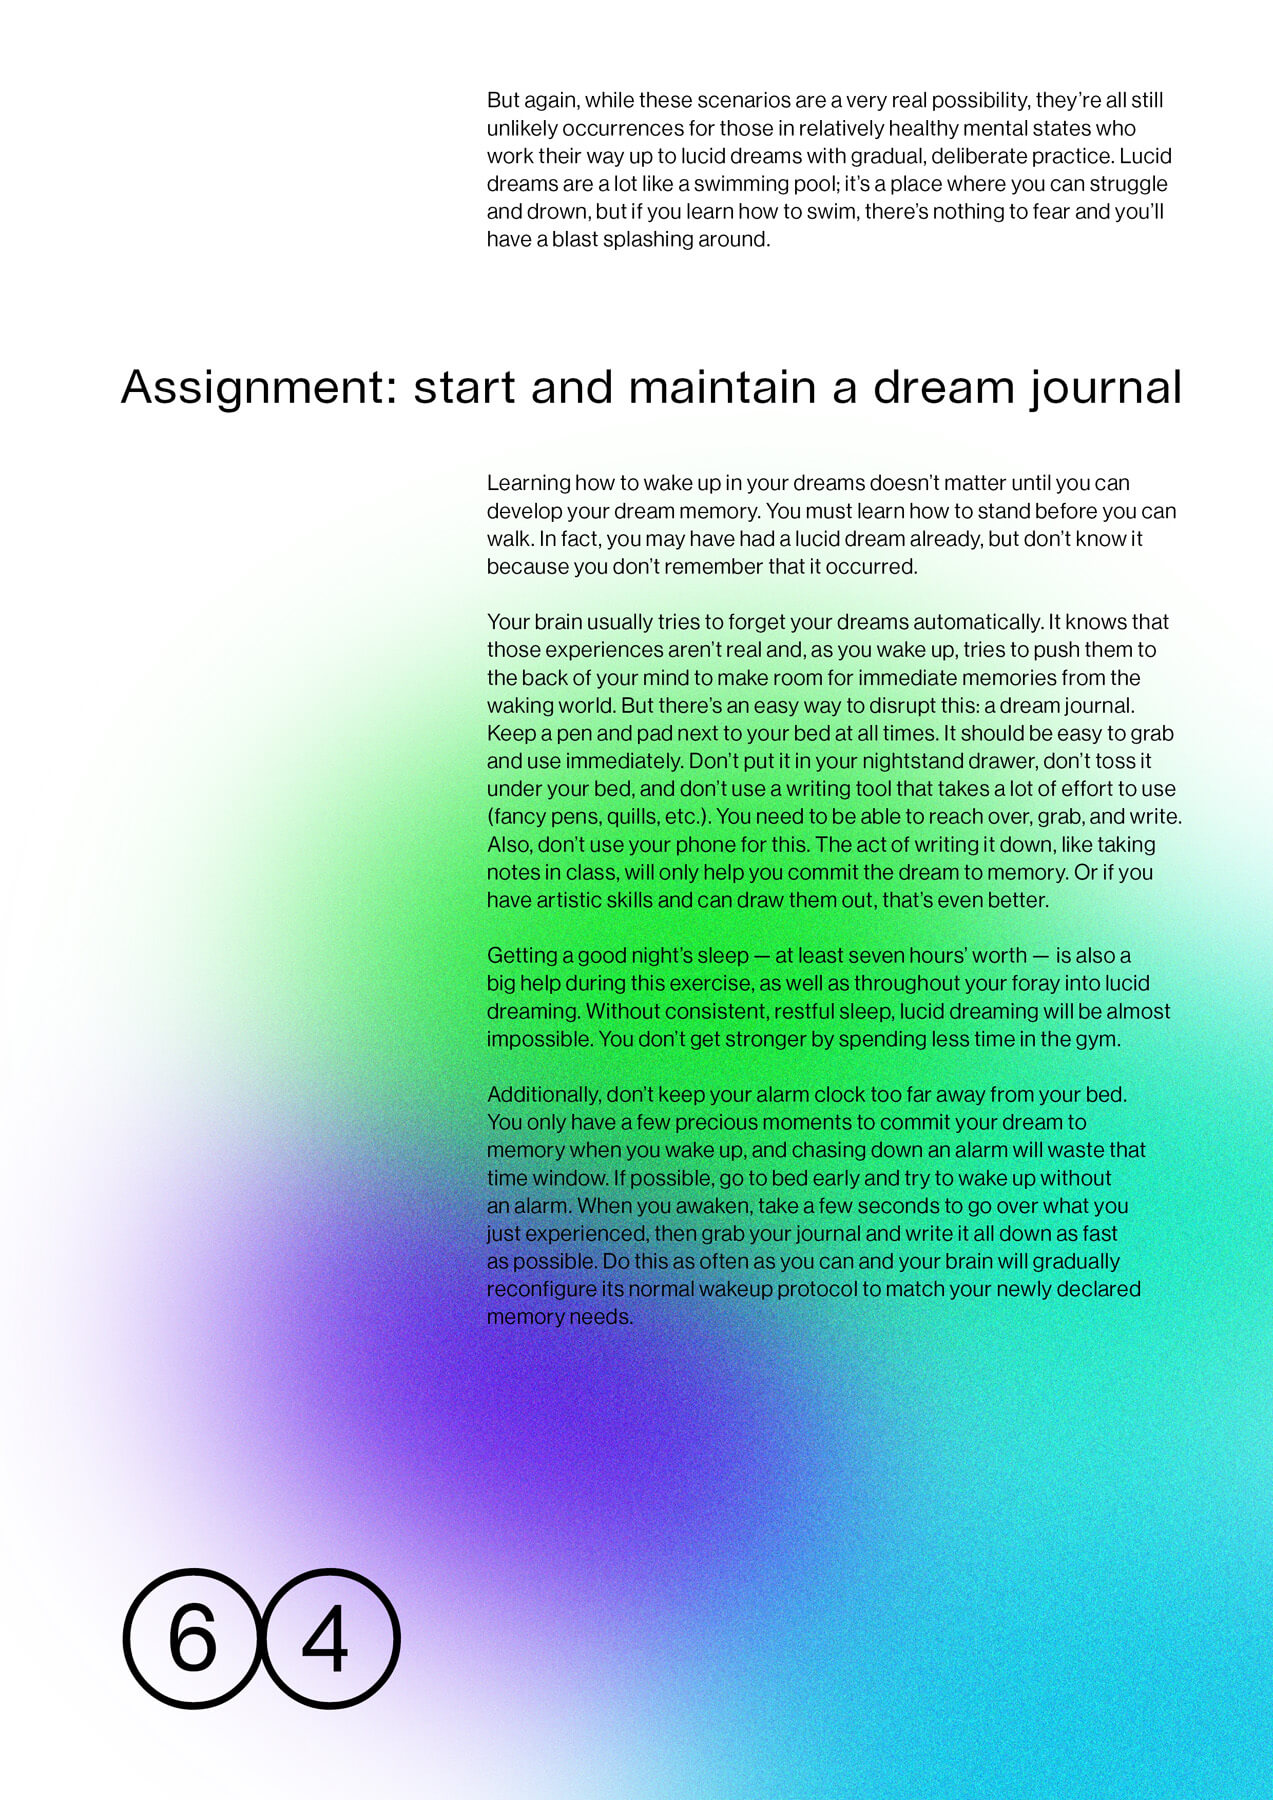 But again, while these scenarios are a very real possibility, they’re all still
unlikely occurrences for those in relatively healthy mental states who
work their way up to lucid dreams with gradual, deliberate practice. Lucid
dreams are a lot like a swimming pool; it’s a place where you can struggle
and drown, but if you learn how to swim, there’s nothing to fear and you’ll
have a blast splashing around.
Assignment: start and maintain a dream journal
Learning how to wake up in your dreams doesn’t matter until you can
develop your dream memory. You must learn how to stand before you can
walk. In fact, you may have had a lucid dream already, but don’t know it
because you don’t remember that it occurred.
Your brain usually tries to forget your dreams automatically. It knows that
those experiences aren’t real and, as you wake up, tries to push them to
the back of your mind to make room for immediate memories from the
waking world. But there’s an easy way to disrupt this: a dream journal.
Keep a pen and pad next to your bed at all times. It should be easy to grab
and use immediately. Don’t put it in your nightstand drawer, don’t toss it
under your bed, and don’t use a writing tool that takes a lot of effort to use
(fancy pens, quills, etc.). You need to be able to reach over, grab, and write.
Also, don’t use your phone for this. The act of writing it down, like taking
notes in class, will only help you commit the dream to memory. Or if you
have artistic skills and can draw them out, that’s even better.
Getting a good night’s sleep — at least seven hours’ worth — is also a
big help during this exercise, as well as throughout your foray into lucid
dreaming. Without consistent, restful sleep, lucid dreaming will be almost
impossible. You don’t get stronger by spending less time in the gym.
Additionally, don’t keep your alarm clock too far away from your bed.
You only have a few precious moments to commit your dream to
memory when you wake up, and chasing down an alarm will waste that
time window. If possible, go to bed early and try to wake up without
an alarm. When you awaken, take a few seconds to go over what you
just experienced, then grab your journal and write it all down as fast
as possible. Do this as often as you can and your brain will gradually
reconfigure its normal wakeup protocol to match your newly declared
memory needs.
64